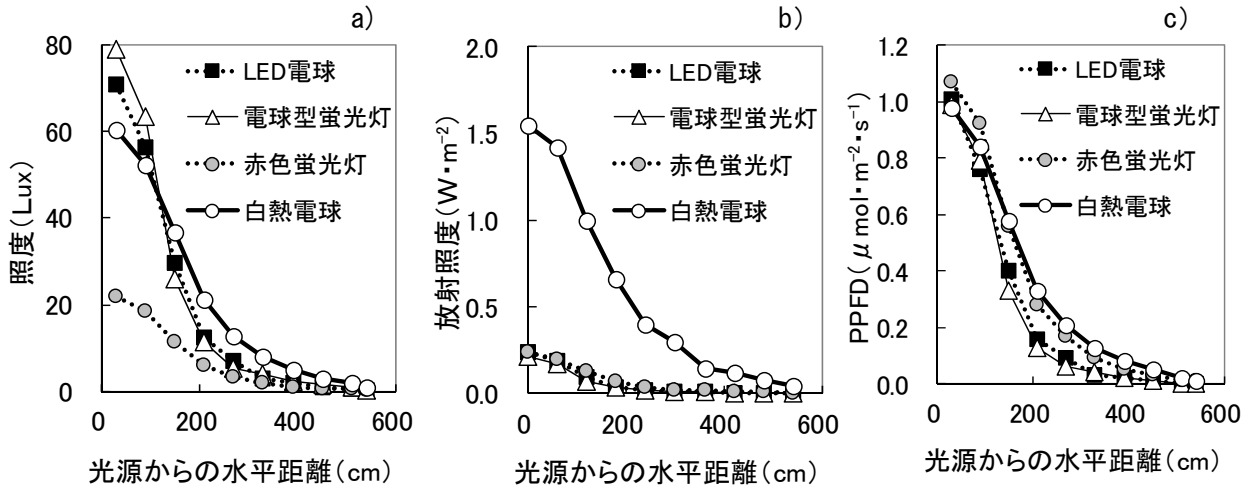 a)
80
60
40
20
0
照度(Lux)
LED電球
電球型蛍光灯
赤色蛍光灯
白熱電球
0 200 400 600
光源からの水平距離(cm)
b)
2.0
1.5
1.0
0.5
0.0
放射照度(W・m⁻²)
LED電球
電球型蛍光灯
赤色蛍光灯
白熱電球
0 200 400 600
光源からの水平距離(cm)
c)
1.2
1.0
0.8
0.6
0.4
0.2
0.0
PPFD(μmol・m⁻²・s⁻¹)
LED電球
電球型蛍光灯
赤色蛍光灯
白熱電球
0 200 400 600
光源からの水平距離(cm)